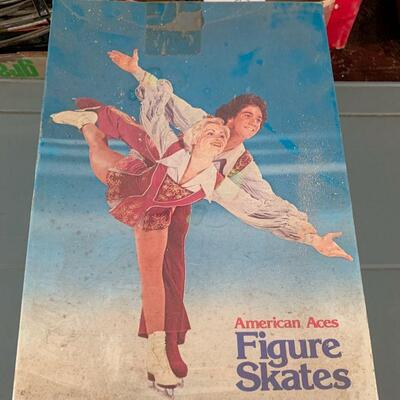 American Aces
Figure
Skates